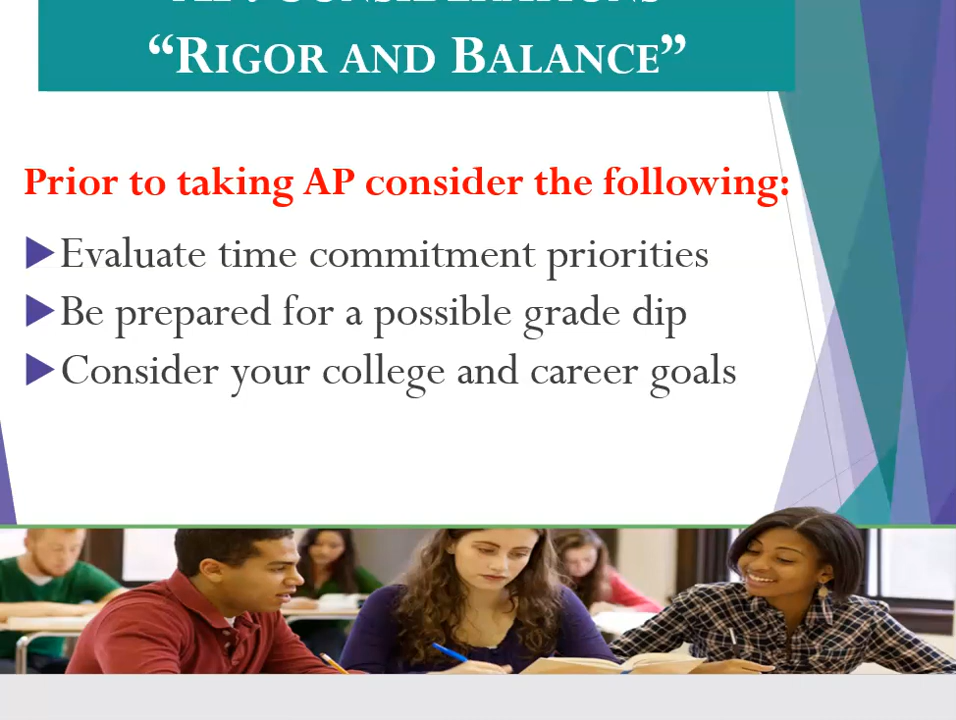 “RIGOR AND BALANCE”
Prior to taking AP consider the following:
Evaluate time commitment priorities
Be prepared for a possible grade dip
Consider your college and career goals